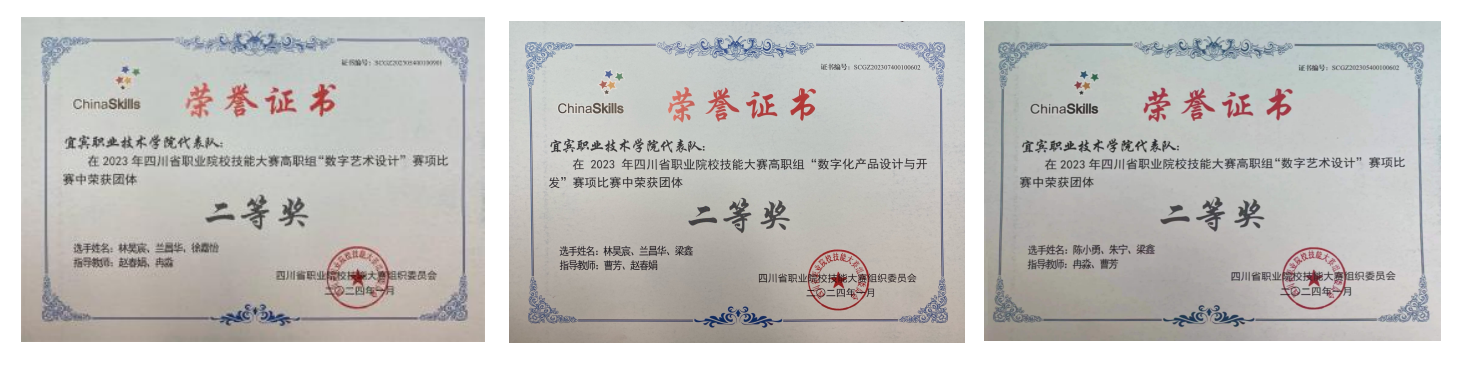 证书编号：SCGZ202305400100901
ChinaSkills
荣誉证书
宜宾职业技术学院代表队：
在 2023 年四川省职业院校技能大赛高职组“数字艺术设计”赛项比
赛中荣获团体
二等奖
选手姓名：林昊宸、兰昌华、徐嘉怡
指导教师：赵春娟、冉淼
四川省职业院校技能大赛组织委员会
二〇二四年一月
证书编号：SCGZ202307400100602
ChinaSkills
荣誉证书
宜宾职业技术学院代表队：
在 2023 年四川省职业院校技能大赛高职组“数字化产品设计与开
发”赛项比赛中荣获团体
二等奖
选手姓名：林昊宸、兰昌华、梁鑫
指导教师：曹芳、赵春娟
四川省职业院校技能大赛组织委员会
二〇二四年一月
证书编号：SCGZ202305400100602
ChinaSkills
荣誉证书
宜宾职业技术学院代表队：
在 2023 年四川省职业院校技能大赛高职组“数字艺术设计”赛项比
赛中荣获团体
二等奖
选手姓名：陈小勇、朱宁、梁鑫
指导教师：冉淼、曹芳
四川省职业院校技能大赛组织委员会
二〇二四年一月